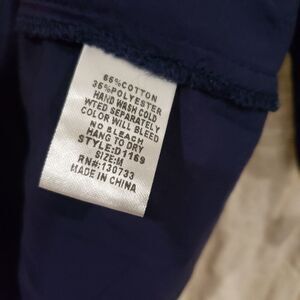 65%COTTON
35%POLYESTER
HAND WASH COLD
WTED SEPARATELY
COLOR WILL BLEED
NO BLEACH
HANG TO DRY
STYLE:D1169
SIZE:M
RN#:130733
MADE IN CHINA